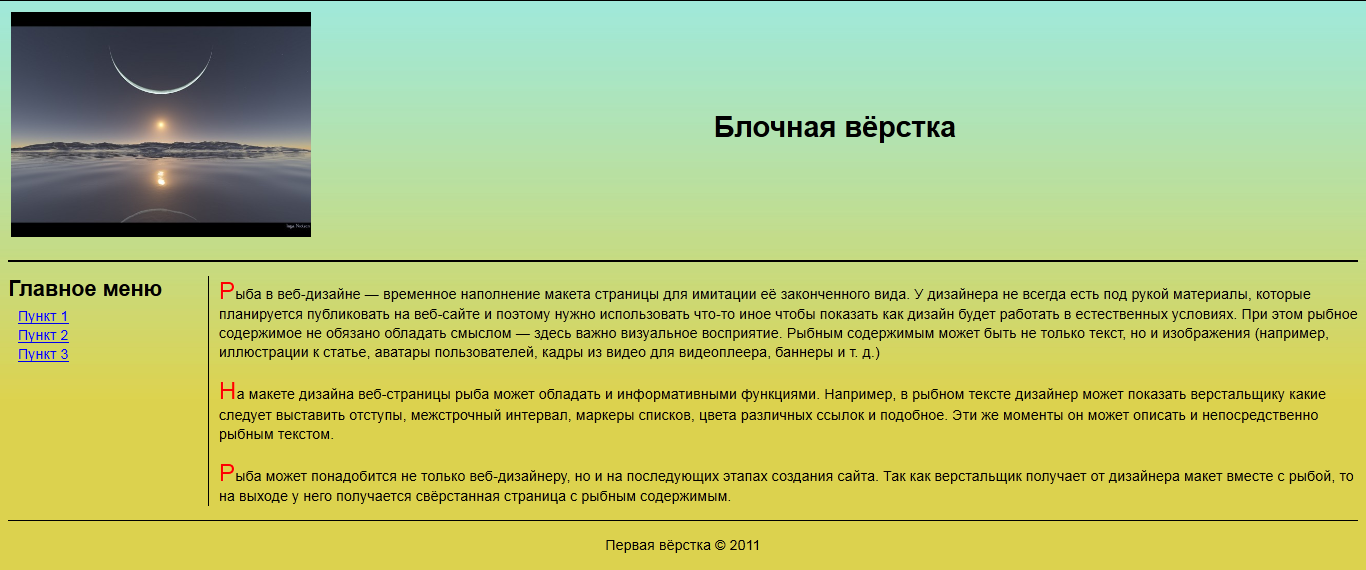 Блочная вёрстка
Главное меню
Пункт 1
Пункт 2
Пункт 3
Рыба в веб-дизайне — временное наполнение макета страницы для имитации её законченного вида. У дизайнера не всегда есть под рукой материалы, которые
планируется публиковать на веб-сайте и поэтому нужно использовать что-то иное чтобы показать как дизайн будет работать в естественных условиях. При этом рыбное
содержимое не обязано обладать смыслом — здесь важно визуальное восприятие. Рыбным содержимым может быть не только текст, но и изображения (например,
иллюстрации к статье, аватары пользователей, кадры из видео для видеоплеера, баннеры и т. д.)
На макете дизайна веб-страницы рыба может обладать и информативными функциями. Например, в рыбном тексте дизайнер может показать верстальщику какие
следует выставить отступы, межстрочный интервал, маркеры списков, цвета различных ссылок и подобное. Эти же моменты он может описать и непосредственно
рыбным текстом.
Рыба может понадобится не только веб-дизайнеру, но и на последующих этапах создания сайта. Так как верстальщик получает от дизайнера макет вместе с рыбой, то
на выходе у него получается свёрстанная страница с рыбным содержимым.
Первая вёрстка © 2011